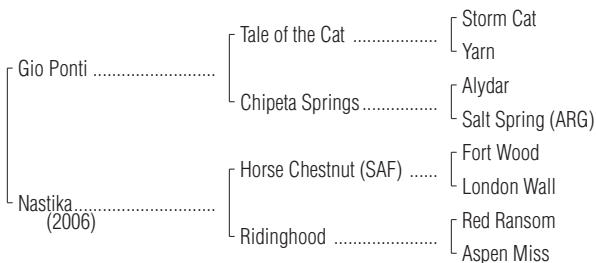 Storm Cat
Tale of the Cat ..................
Yarn
Gio Ponti ..........................
Alydar
Chipeta Springs................
Salt Spring (ARG)
Fort Wood
Horse Chestnut (SAF) ......
London Wall
Nastika..............................
(2006)
Red Ransom
Ridinghood ......................
Aspen Miss